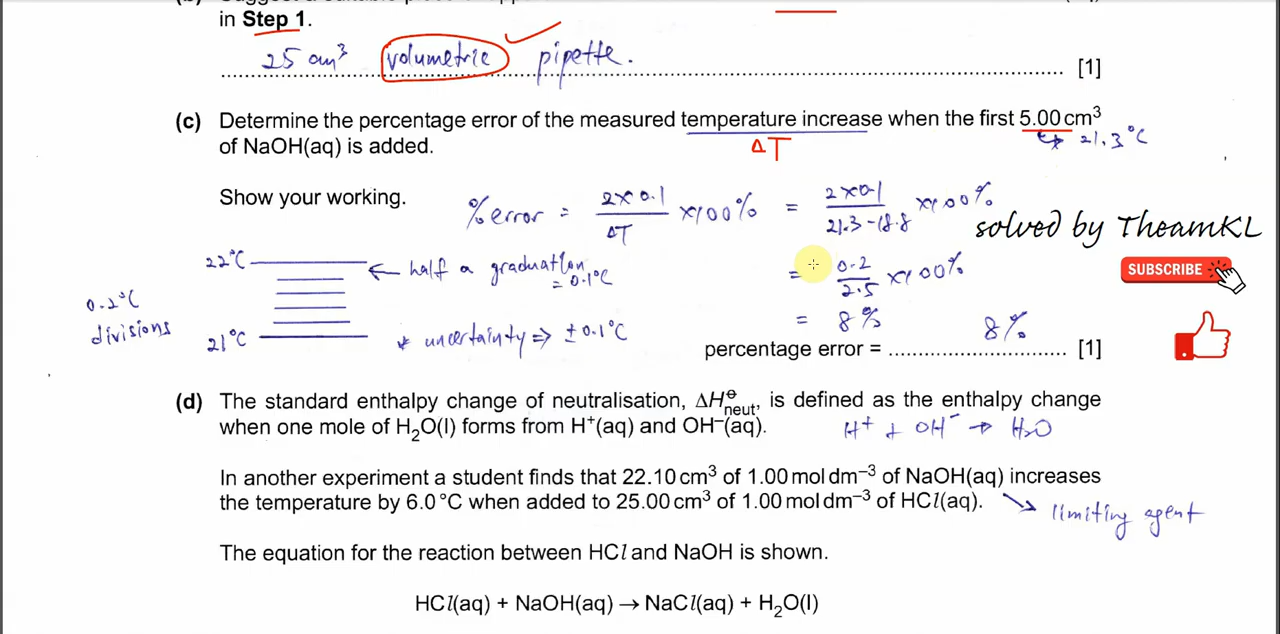 in Step 1.
25 cm³ volumetric pipette.
[1]
(c) Determine the percentage error of the measured temperature increase when the first 5.00 cm³
of NaOH(aq) is added.
ΔT
↪ 21.3°C
Show your working.
% error = 2×0.1/ΔT ×100% = 2×0.1/21.3-18.8 ×100%
solved by TheamKL
SUBSCRIBE
22°C ← half a graduation = 0.1°C
= 0.2/2.5 ×100%
0.2°C divisions
21°C
* uncertainty ⇒ ±0.1°C
= 8%
percentage error = 8% [1]
(d) The standard enthalpy change of neutralisation, ΔH⦵neut, is defined as the enthalpy change
when one mole of H₂O(l) forms from H⁺(aq) and OH⁻(aq).
H⁺ + OH⁻ → H₂O
In another experiment a student finds that 22.10 cm³ of 1.00 mol dm⁻³ of NaOH(aq) increases
the temperature by 6.0 °C when added to 25.00 cm³ of 1.00 mol dm⁻³ of HCl(aq).
↘ limiting agent
The equation for the reaction between HCl and NaOH is shown.
HCl(aq) + NaOH(aq) → NaCl(aq) + H₂O(l)